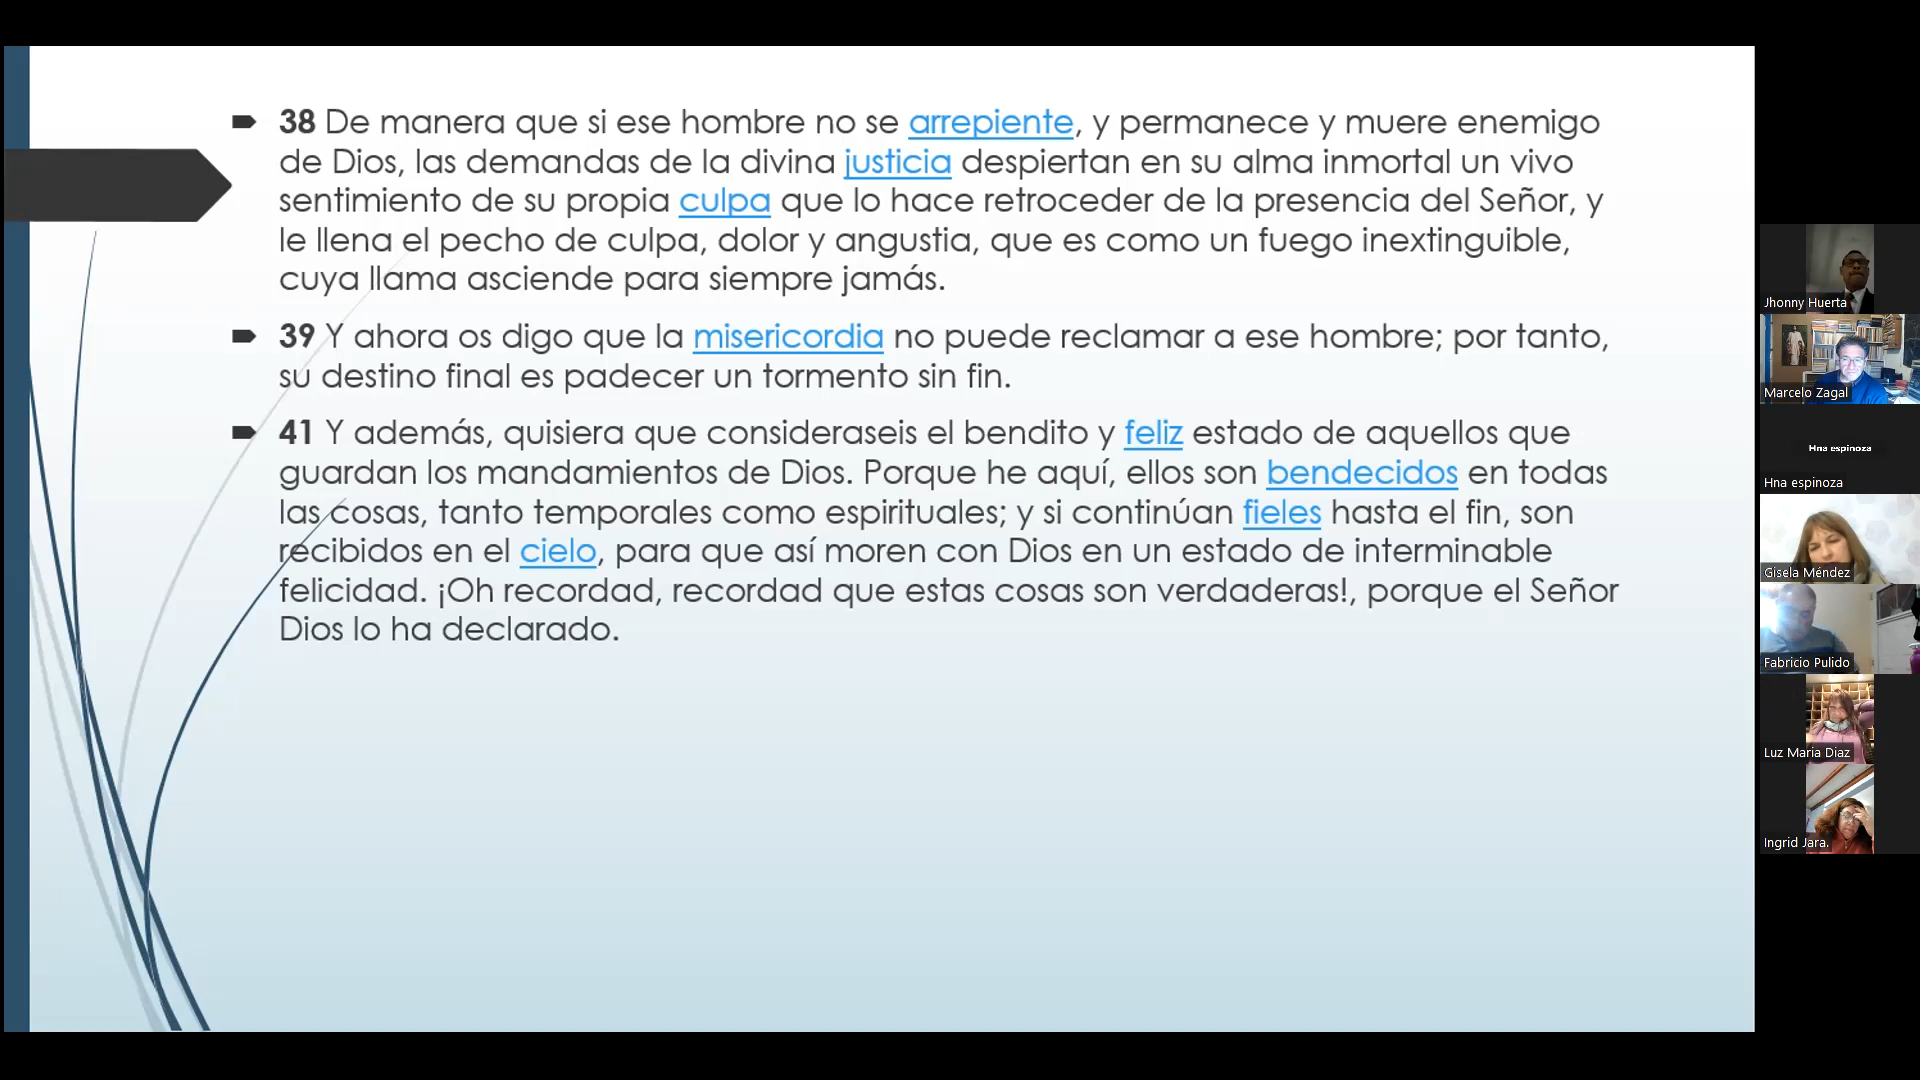 38 De manera que si ese hombre no se arrepiente, y permanece y muere enemigo
de Dios, las demandas de la divina justicia despiertan en su alma inmortal un vivo
sentimiento de su propia culpa que lo hace retroceder de la presencia del Señor, y
le llena el pecho de culpa, dolor y angustia, que es como un fuego inextinguible,
cuya llama asciende para siempre jamás.
39 Y ahora os digo que la misericordia no puede reclamar a ese hombre; por tanto,
su destino final es padecer un tormento sin fin.
41 Y además, quisiera que consideraseis el bendito y feliz estado de aquellos que
guardan los mandamientos de Dios. Porque he aquí, ellos son bendecidos en todas
las cosas, tanto temporales como espirituales; y si continúan fieles hasta el fin, son
recibidos en el cielo, para que así moren con Dios en un estado de interminable
felicidad. ¡Oh recordad, recordad que estas cosas son verdaderas!, porque el Señor
Dios lo ha declarado.
Jhonny Huerta
Marcelo Zagal
Hna espinoza
Hna espinoza
Gisela Méndez
Fabricio Pulido
Luz Maria Diaz
Ingrid Jara.